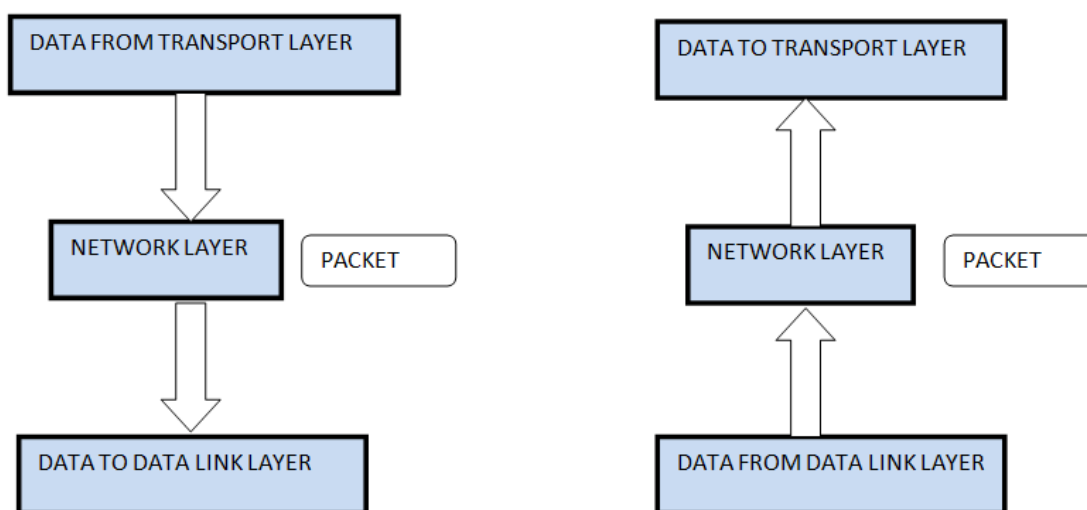 DATA FROM TRANSPORT LAYER
NETWORK LAYER
PACKET
DATA TO DATA LINK LAYER
DATA TO TRANSPORT LAYER
NETWORK LAYER
PACKET
DATA FROM DATA LINK LAYER